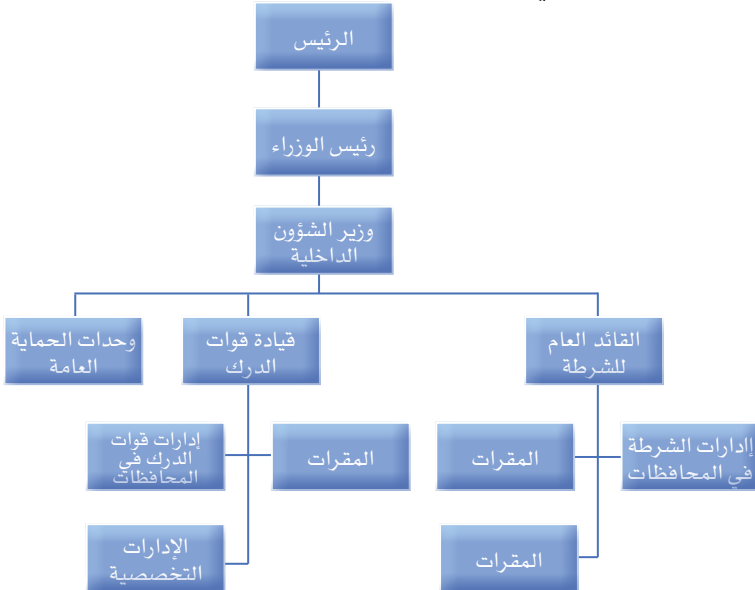 الرئيس
رئيس الوزراء
وزير الشؤون
الداخلية
القائد العام
للشرطة
قيادة قوات
الدرك
وحدات الحماية
العامة
إادارات الشرطة
في المحافظات
المقرات
المقرات
إدارات قوات
الدرك في
المحافظات
المقرات
الإدارات
التخصصية